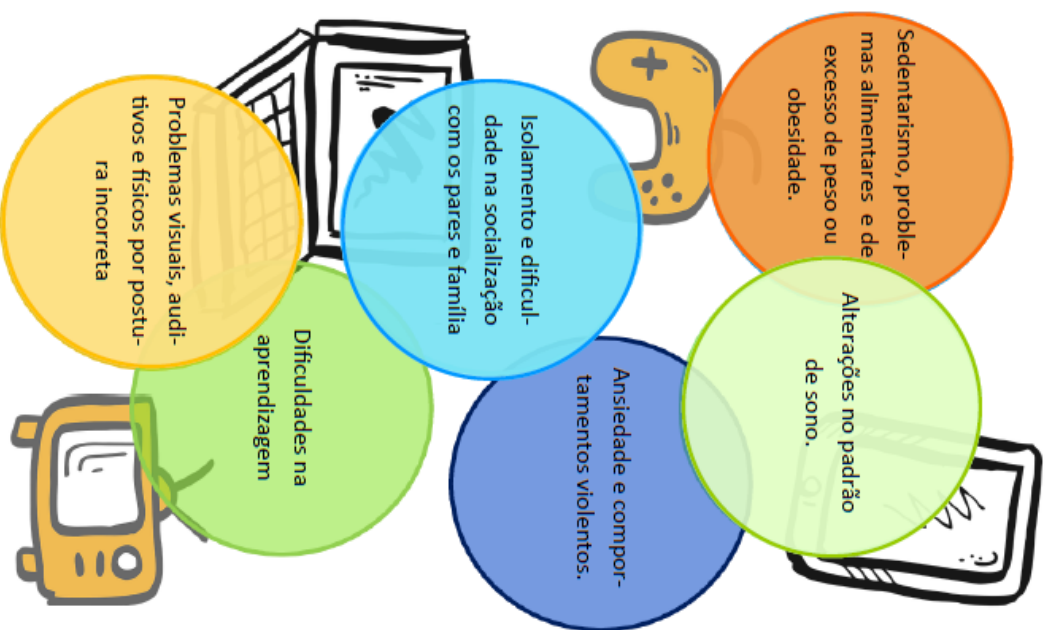 Sedentarismo, proble-
mas alimentares e de
excesso de peso ou
obesidade.
Alterações no padrão
de sono.
Isolamento e dificul-
dade na socialização
com os pares e família
Ansiedade e compor-
tamentos violentos.
Problemas visuais, audi-
tivos e físicos por postu-
ra incorreta
Dificuldades na
aprendizagem